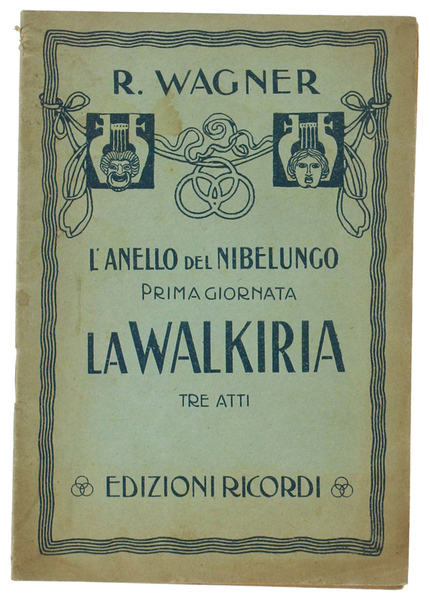 R. WAGNER
L'ANELLO DEL NIBELUNGO
PRIMA GIORNATA
LA WALKIRIA
TRE ATTI
EDIZIONI RICORDI